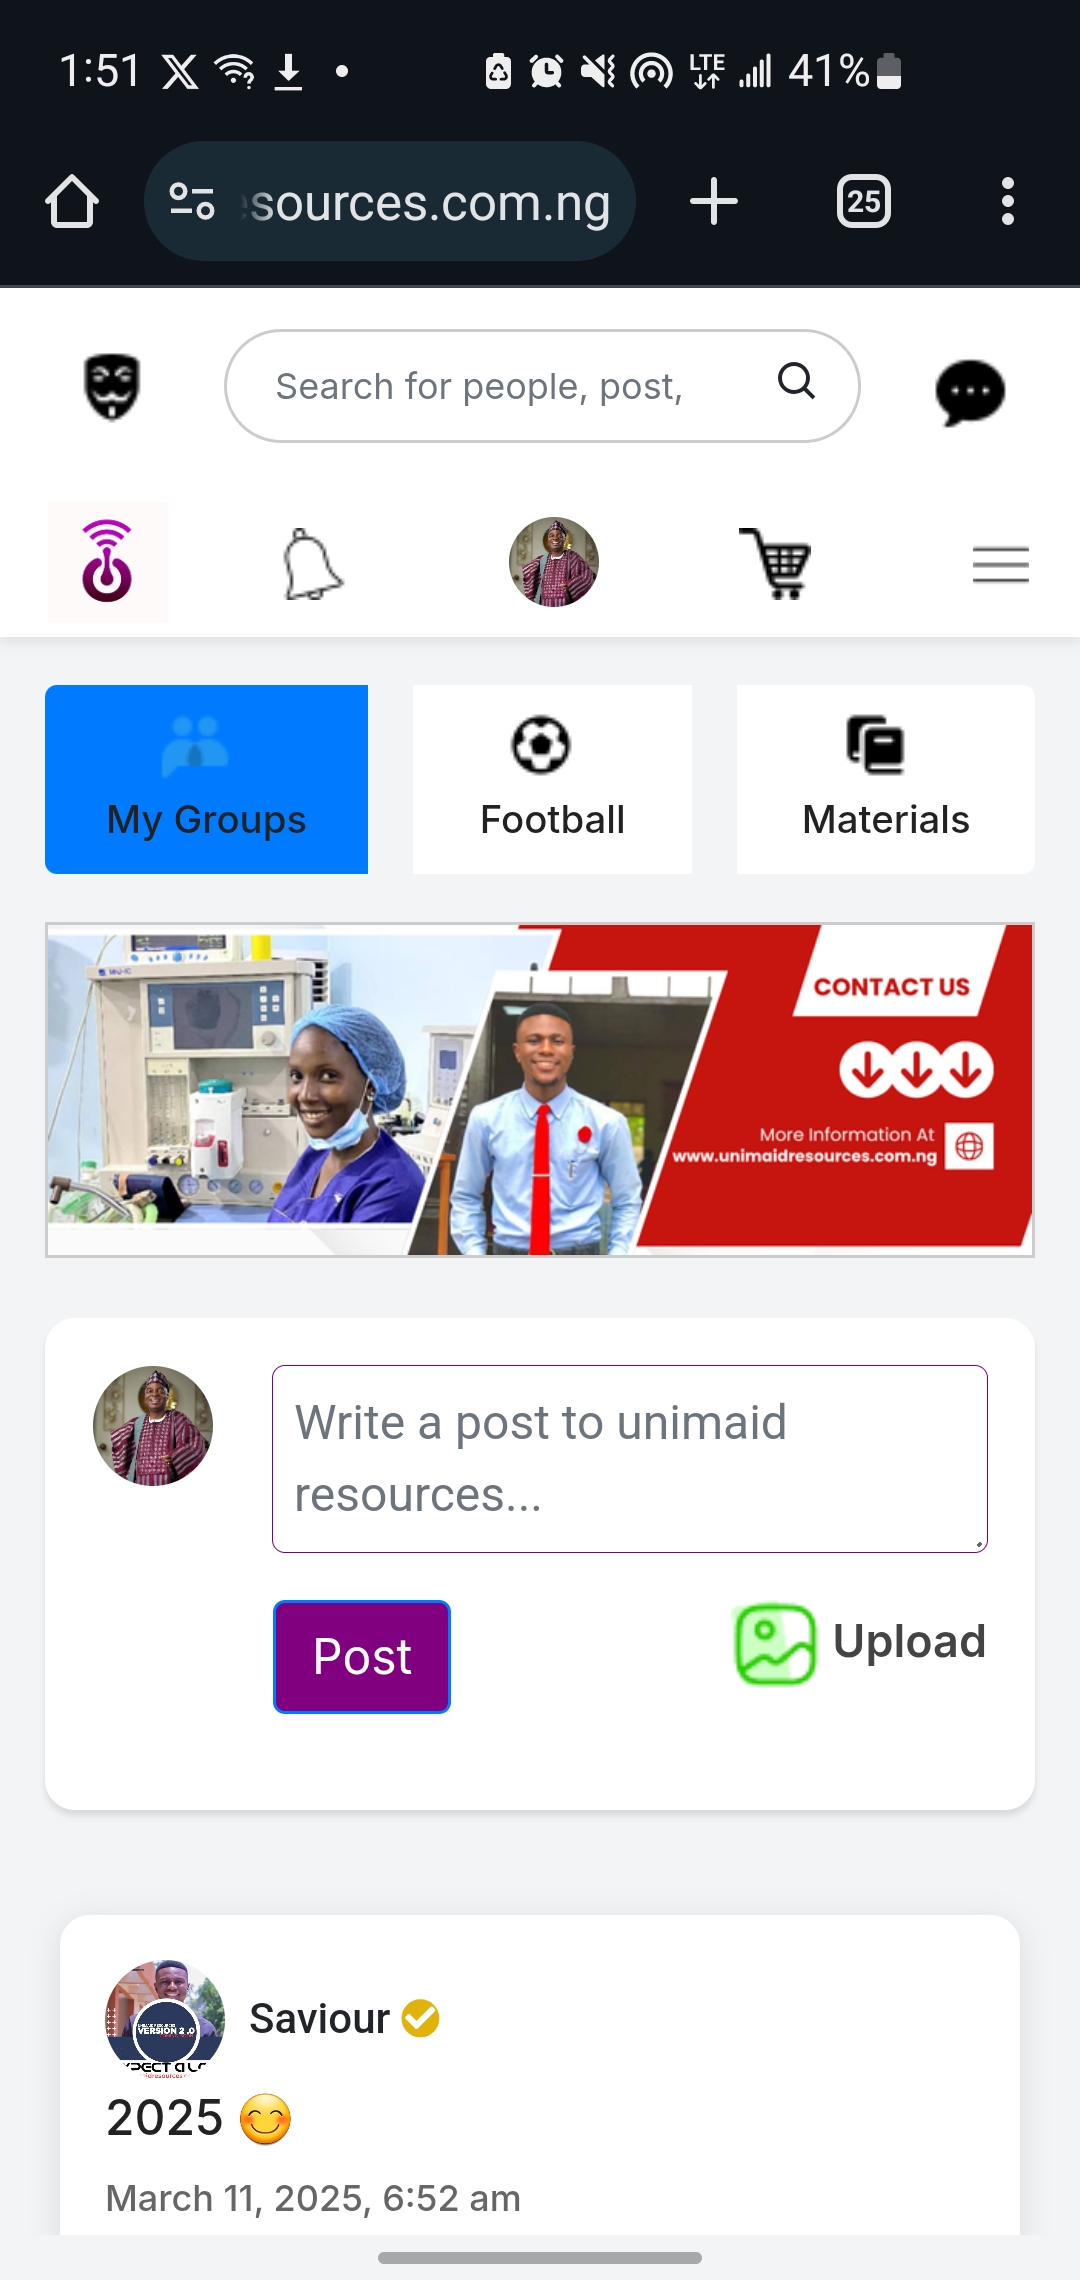 1:51
LTE
41%
esources.com.ng
25
Search for people, post,
My Groups
Football
Materials
CONTACT US
More Information At
www.unimaidresources.com.ng
Write a post to unimaid
resources...
Post
Upload
Saviour
VERSION 2.0
2025 😊
March 11, 2025, 6:52 am